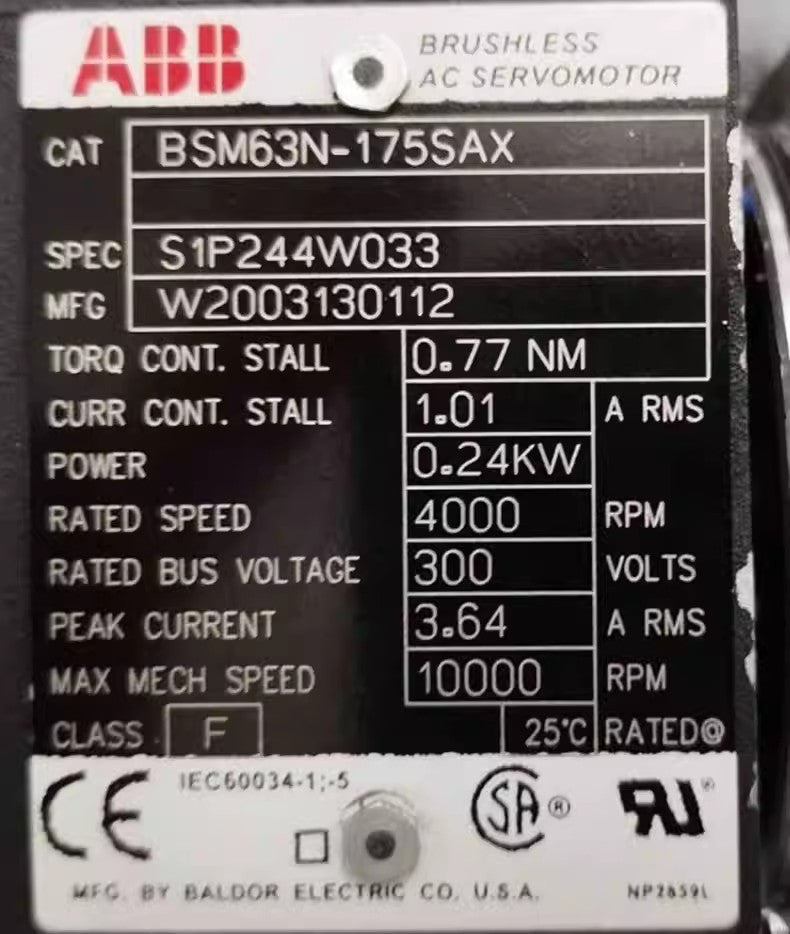 ABB
BRUSHLESS
AC SERVOMOTOR
CAT BSM63N-175SAX
SPEC S1P244W033
MFG W2003130112
TORQ CONT. STALL 0.77 NM
CURR CONT. STALL 1.01 A RMS
POWER 0.24KW
RATED SPEED 4000 RPM
RATED BUS VOLTAGE 300 VOLTS
PEAK CURRENT 3.64 A RMS
MAX MECH SPEED 10000 RPM
CLASS F 25°C RATED@
CE IEC60034-1;-5 SA ® RU ®
MFG. BY BALDOR ELECTRIC CO. U.S.A. NP2859L